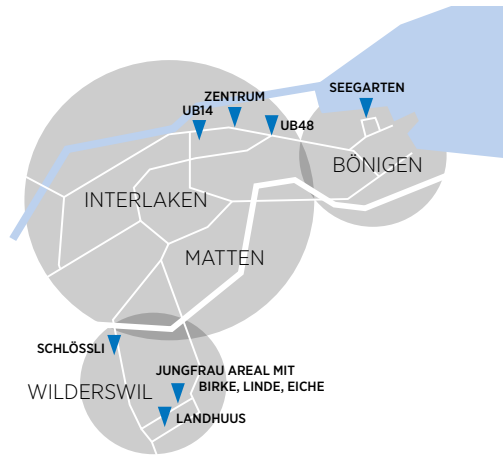 SEEGARTEN
ZENTRUM
UB14
UB48
BÖNIGEN
INTERLAKEN
MATTEN
SCHLÖSSLI
JUNGFRAU AREAL MIT
BIRKE, LINDE, EICHE
WILDERSWIL
LANDHUUS